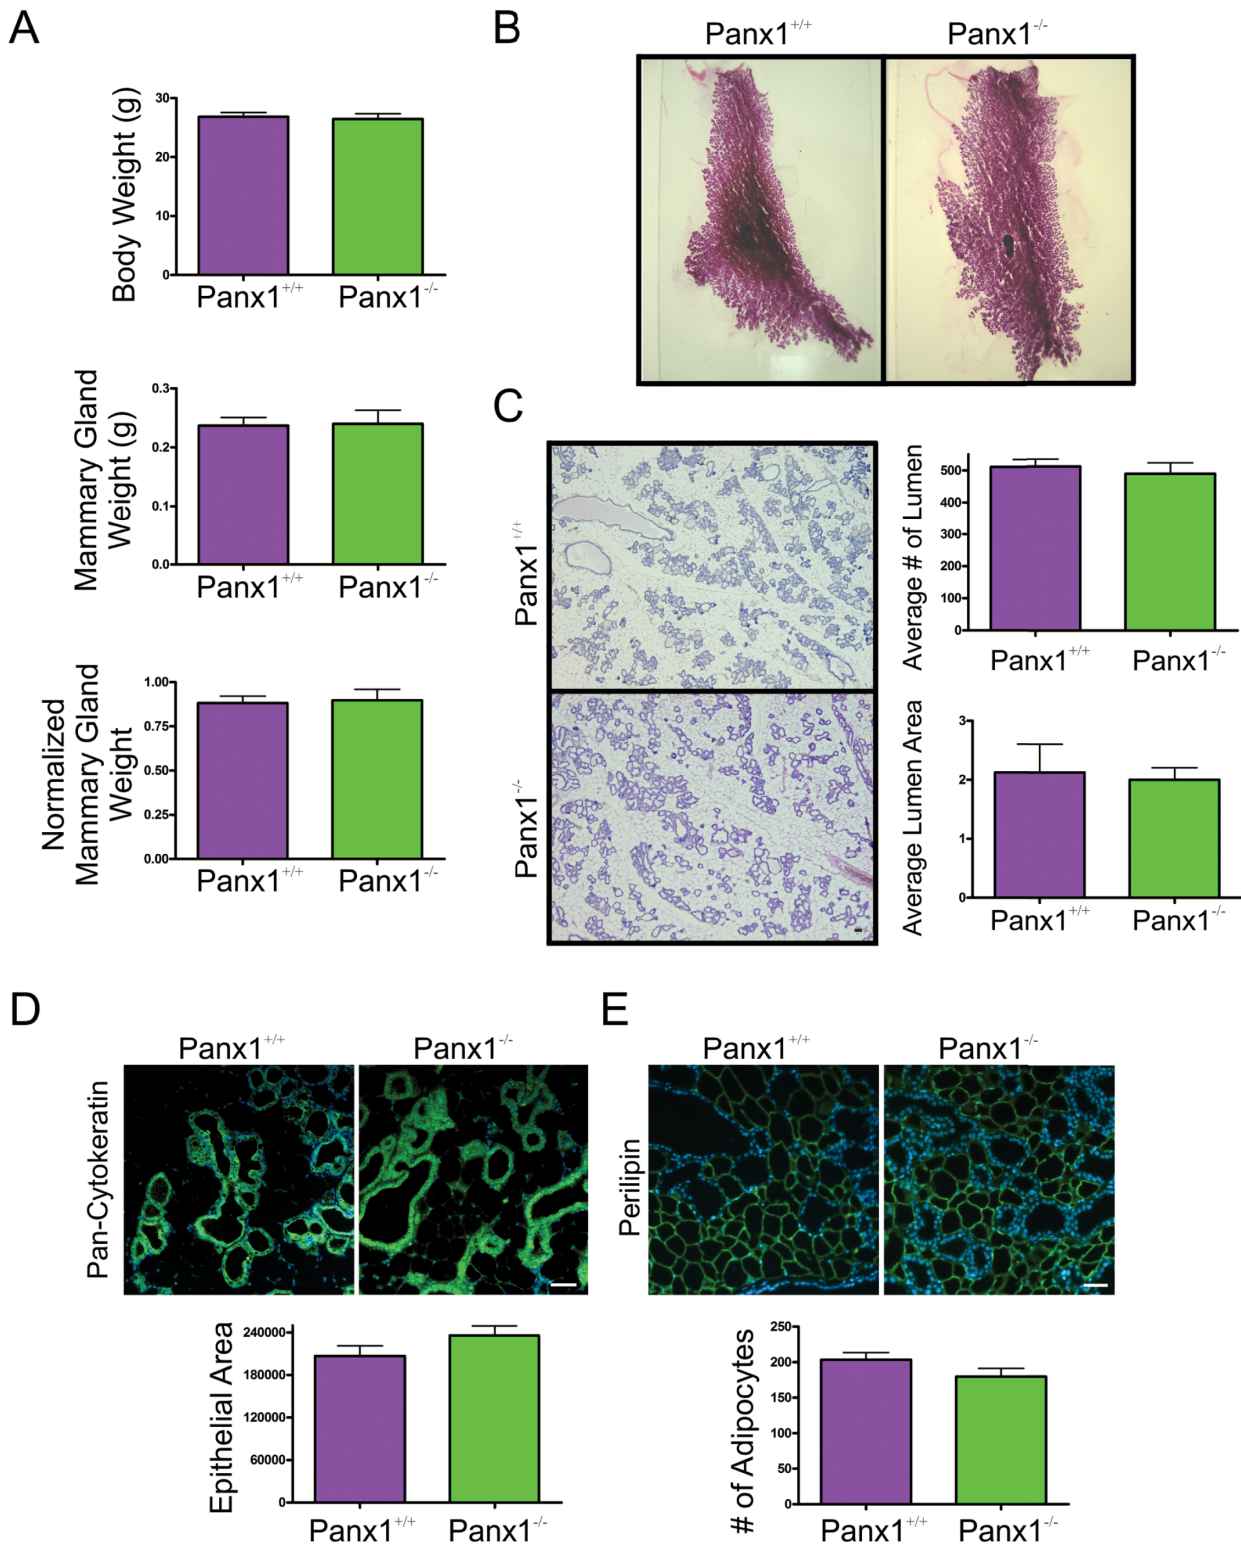 A
Body Weight (g)
30
20
10
0
Panx1+/+
Panx1-/-
Mammary Gland
Weight (g)
0.3
0.2
0.1
0.0
Panx1+/+
Panx1-/-
Normalized
Mammary Gland
Weight
1.00
0.75
0.50
0.25
0.00
Panx1+/+
Panx1-/-
B
Panx1+/+
Panx1-/-
C
Panx1+/+
Panx1-/-
Average # of Lumen
500
400
300
200
100
0
Panx1+/+
Panx1-/-
Average Lumen Area
3
2
1
0
Panx1+/+
Panx1-/-
D
Panx1+/+
Panx1-/-
Pan-Cytokeratin
Epithelial Area
240000
180000
120000
60000
0
Panx1+/+
Panx1-/-
E
Panx1+/+
Panx1-/-
Perilipin
# of Adipocytes
250
200
150
100
50
0
Panx1+/+
Panx1-/-